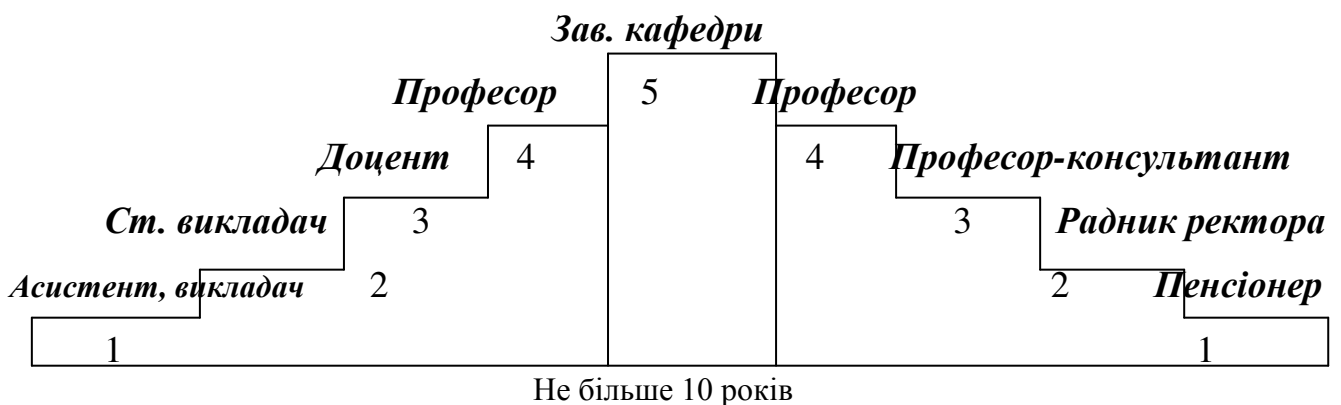 Зав. кафедри
Професор 5 Професор
Доцент 4 4 Професор-консультант
Ст. викладач 3 3 Радник ректора
Асистент, викладач 2 2 Пенсіонер
1 1
Не більше 10 років